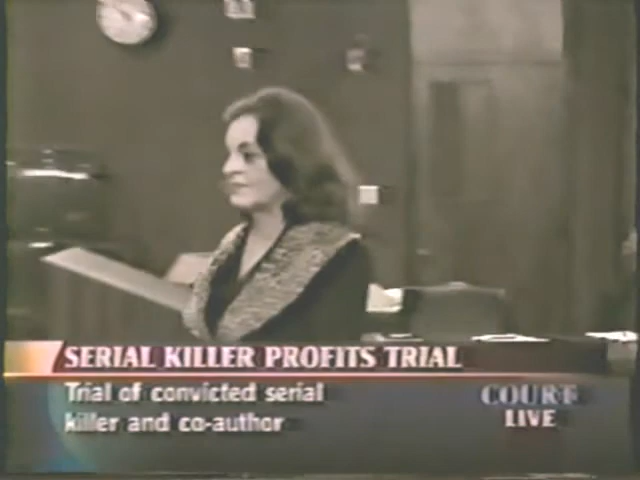 SERIAL KILLER PROFITS TRIAL
Trial of convicted serial
killer and co-author
COURT
LIVE